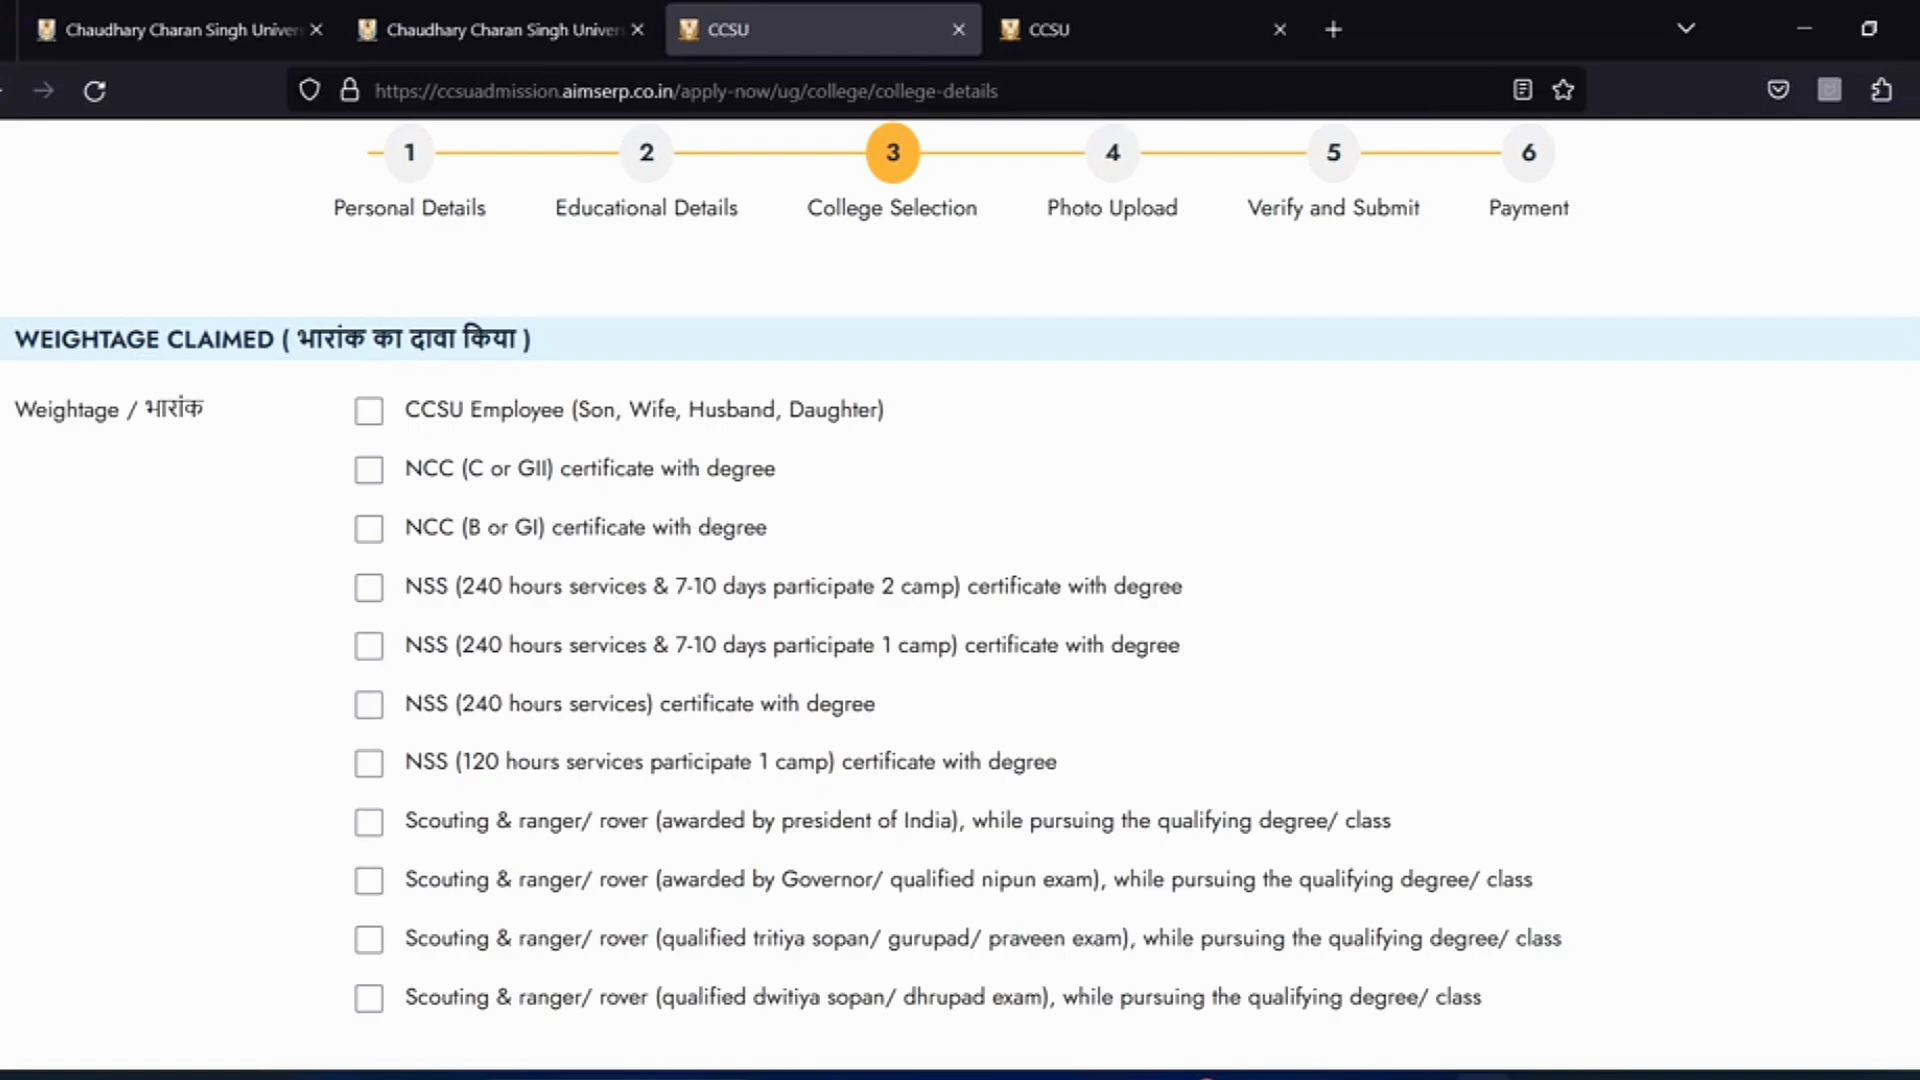 Chaudhary Charan Singh Univer
Chaudhary Charan Singh Univer
CCSU
CCSU
https://ccsuadmission.aimserp.co.in/apply-now/ug/college/college-details
1 2 3 4 5 6
Personal Details Educational Details College Selection Photo Upload Verify and Submit Payment
WEIGHTAGE CLAIMED ( भारांक का दावा किया )
Weightage / भारांक
CCSU Employee (Son, Wife, Husband, Daughter)
NCC (C or GII) certificate with degree
NCC (B or GI) certificate with degree
NSS (240 hours services & 7-10 days participate 2 camp) certificate with degree
NSS (240 hours services & 7-10 days participate 1 camp) certificate with degree
NSS (240 hours services) certificate with degree
NSS (120 hours services participate 1 camp) certificate with degree
Scouting & ranger/ rover (awarded by president of India), while pursuing the qualifying degree/ class
Scouting & ranger/ rover (awarded by Governor/ qualified nipun exam), while pursuing the qualifying degree/ class
Scouting & ranger/ rover (qualified tritiya sopan/ gurupad/ praveen exam), while pursuing the qualifying degree/ class
Scouting & ranger/ rover (qualified dwitiya sopan/ dhrupad exam), while pursuing the qualifying degree/ class